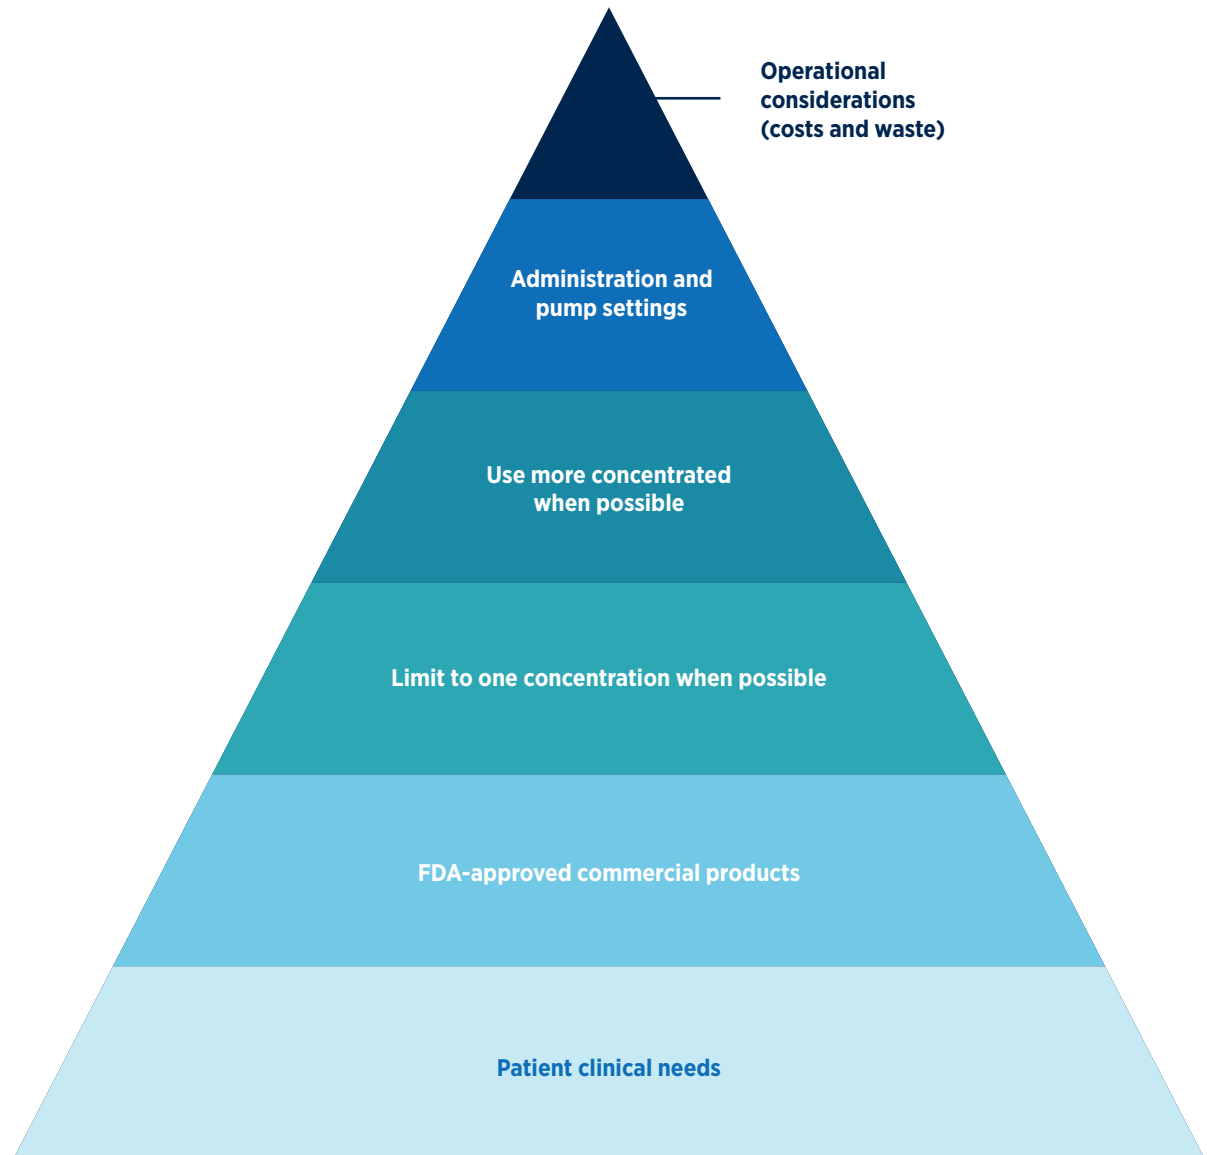 Operational
considerations
(costs and waste)
Administration and
pump settings
Use more concentrated
when possible
Limit to one concentration when possible
FDA-approved commercial products
Patient clinical needs